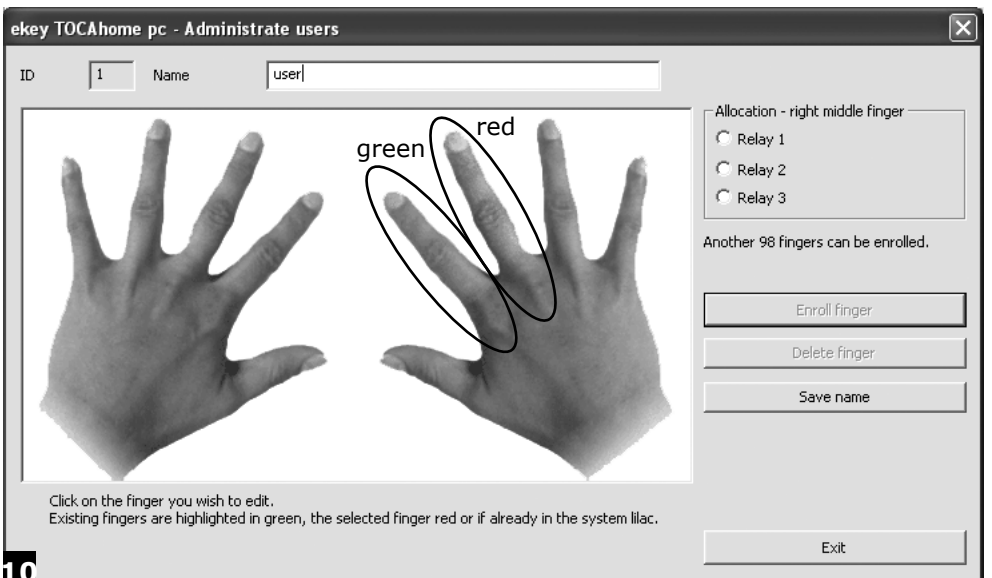 ekey TOCAhome pc - Administrate users
ID 1 Name user
Allocation - right middle finger
red
Relay 1
green
Relay 2
Relay 3
Another 98 fingers can be enrolled.
Enroll finger
Delete finger
Save name
Click on the finger you wish to edit.
Existing fingers are highlighted in green, the selected finger red or if already in the system lilac.
Exit
10